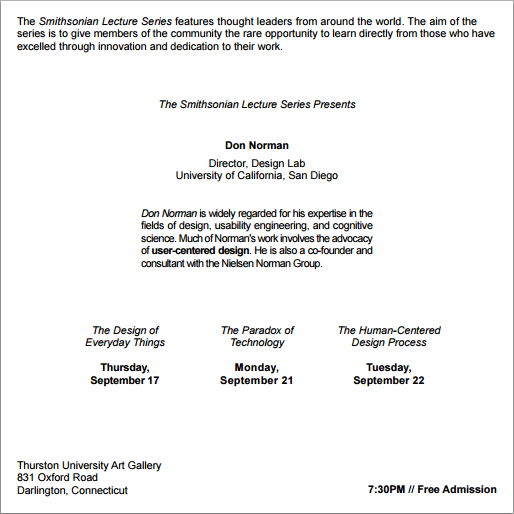 The Smithsonian Lecture Series features thought leaders from around the world. The aim of the
series is to give members of the community the rare opportunity to learn directly from those who have
excelled through innovation and dedication to their work.
The Smithsonian Lecture Series Presents
Don Norman
Director, Design Lab
University of California, San Diego
Don Norman is widely regarded for his expertise in the
fields of design, usability engineering, and cognitive
science. Much of Norman's work involves the advocacy
of user-centered design. He is also a co-founder and
consultant with the Nielsen Norman Group.
The Design of
Everyday Things
Thursday,
September 17
The Paradox of
Technology
Monday,
September 21
The Human-Centered
Design Process
Tuesday,
September 22
Thurston University Art Gallery
831 Oxford Road
Darlington, Connecticut
7:30PM // Free Admission